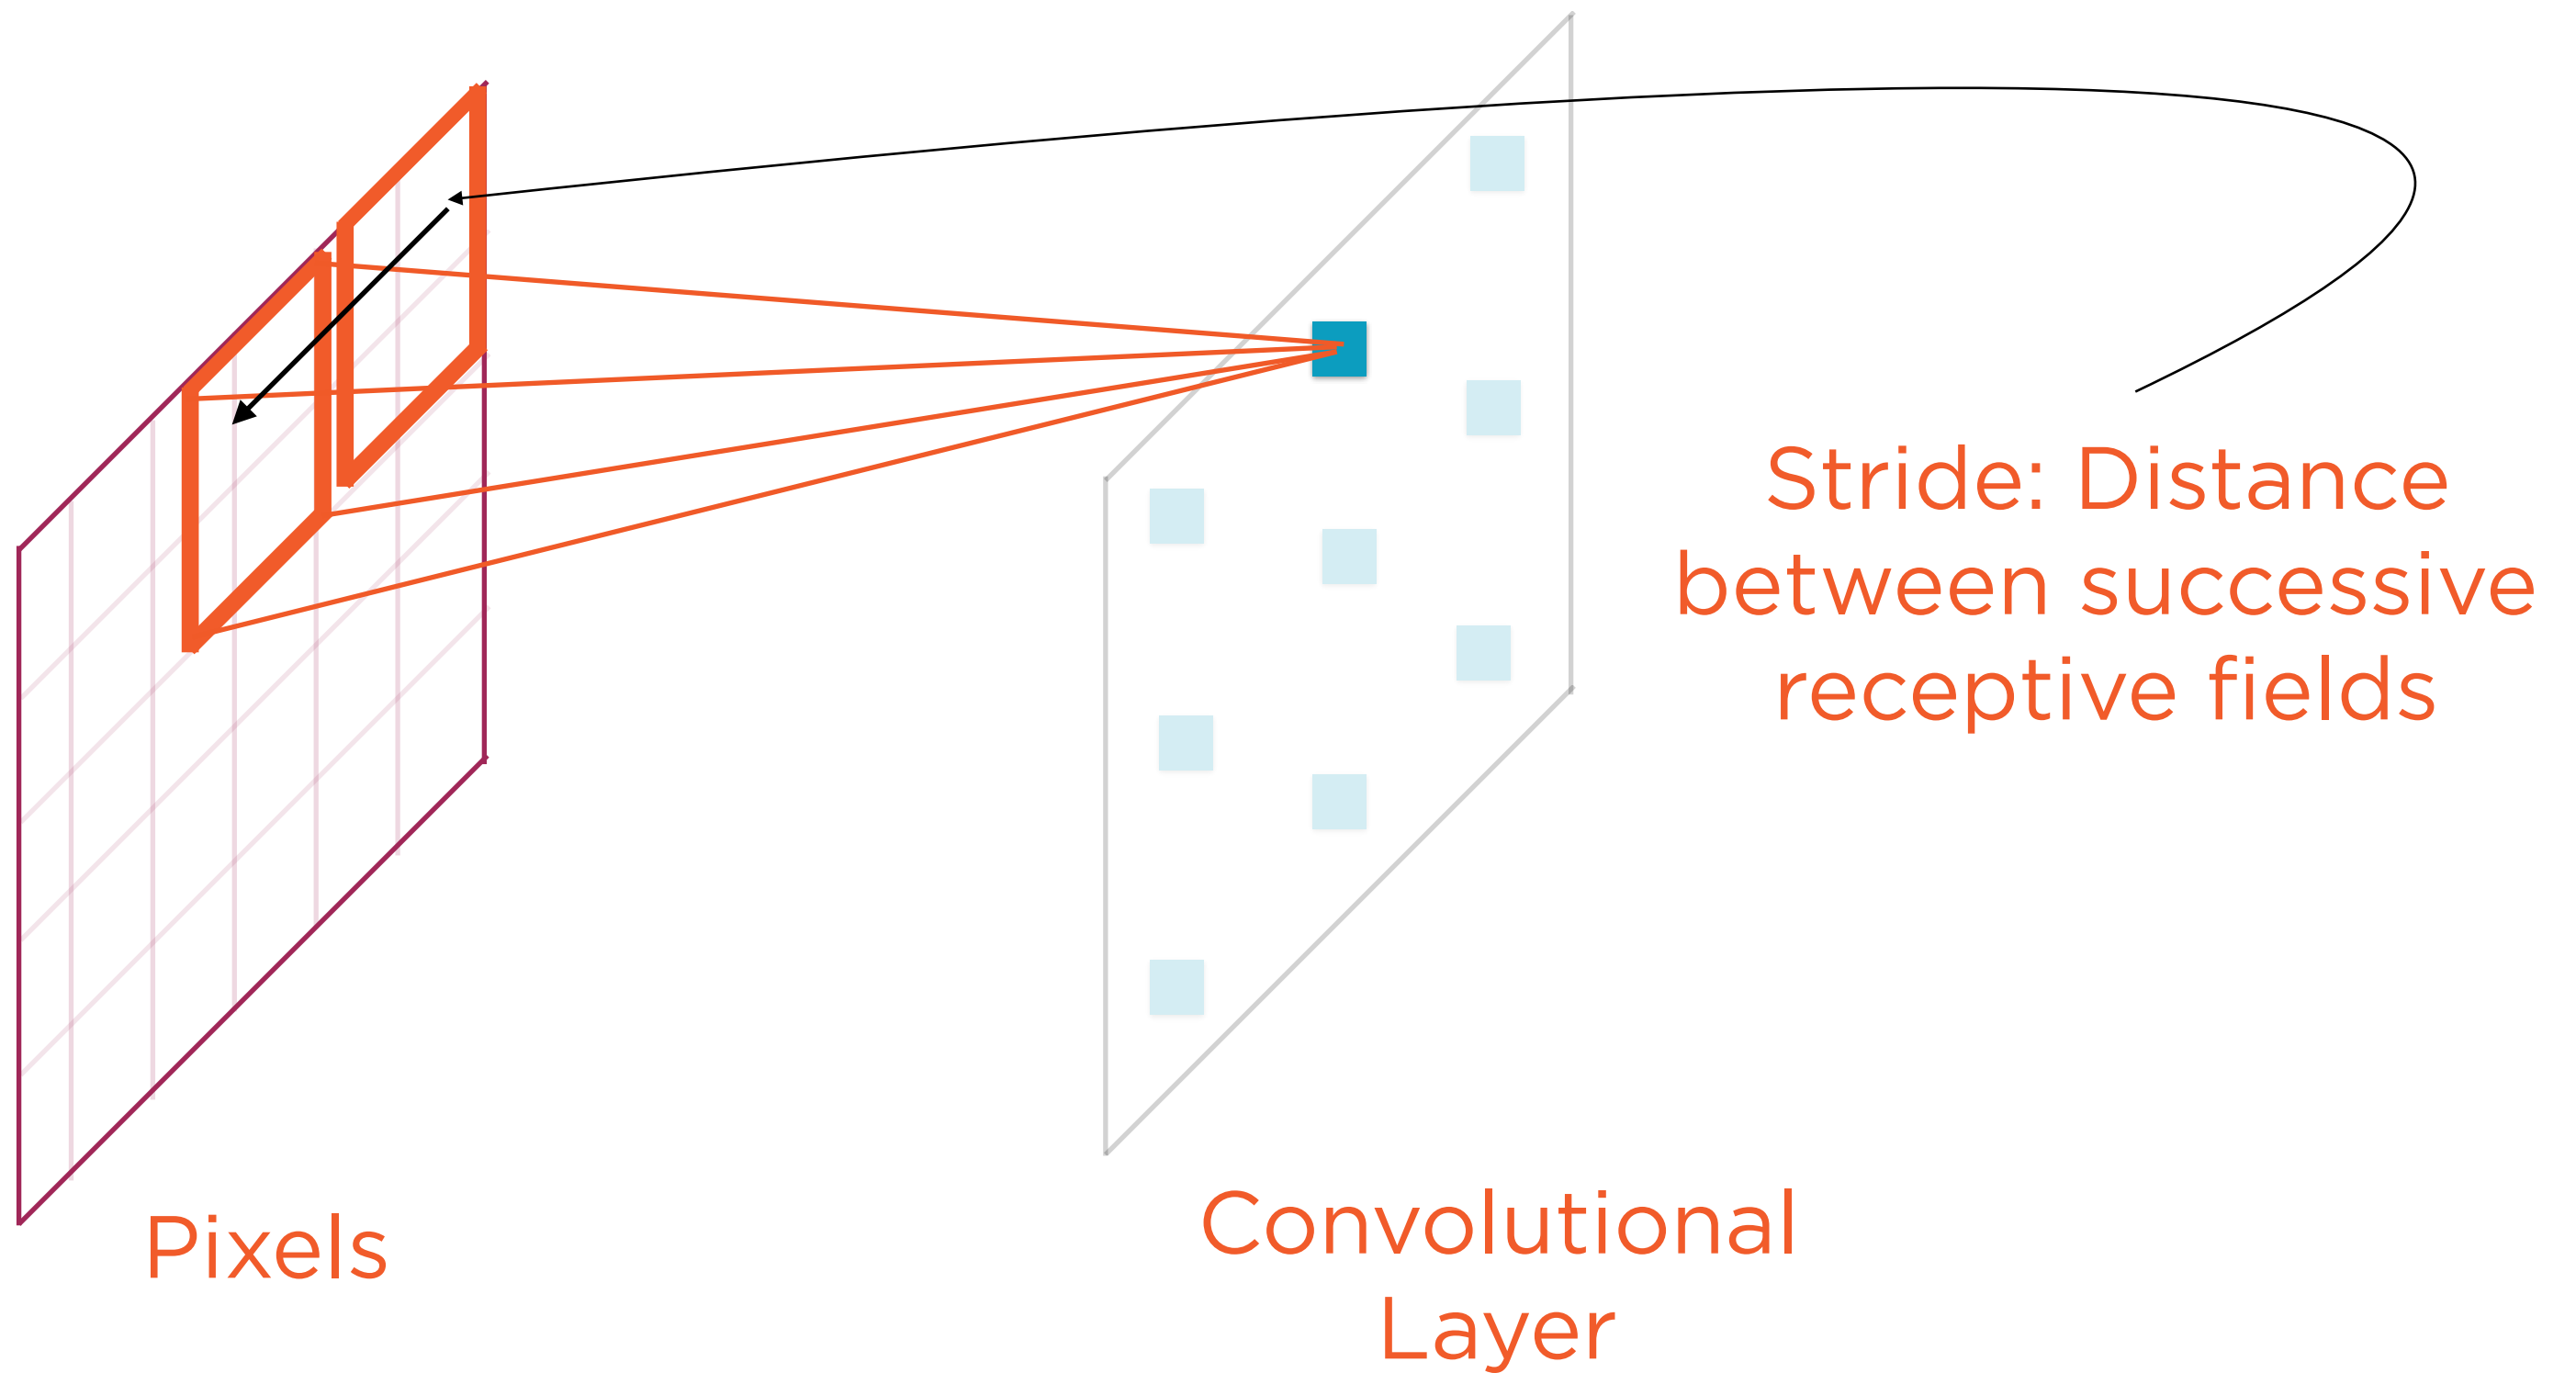 Stride: Distance
between successive
receptive fields
Pixels
Convolutional
Layer